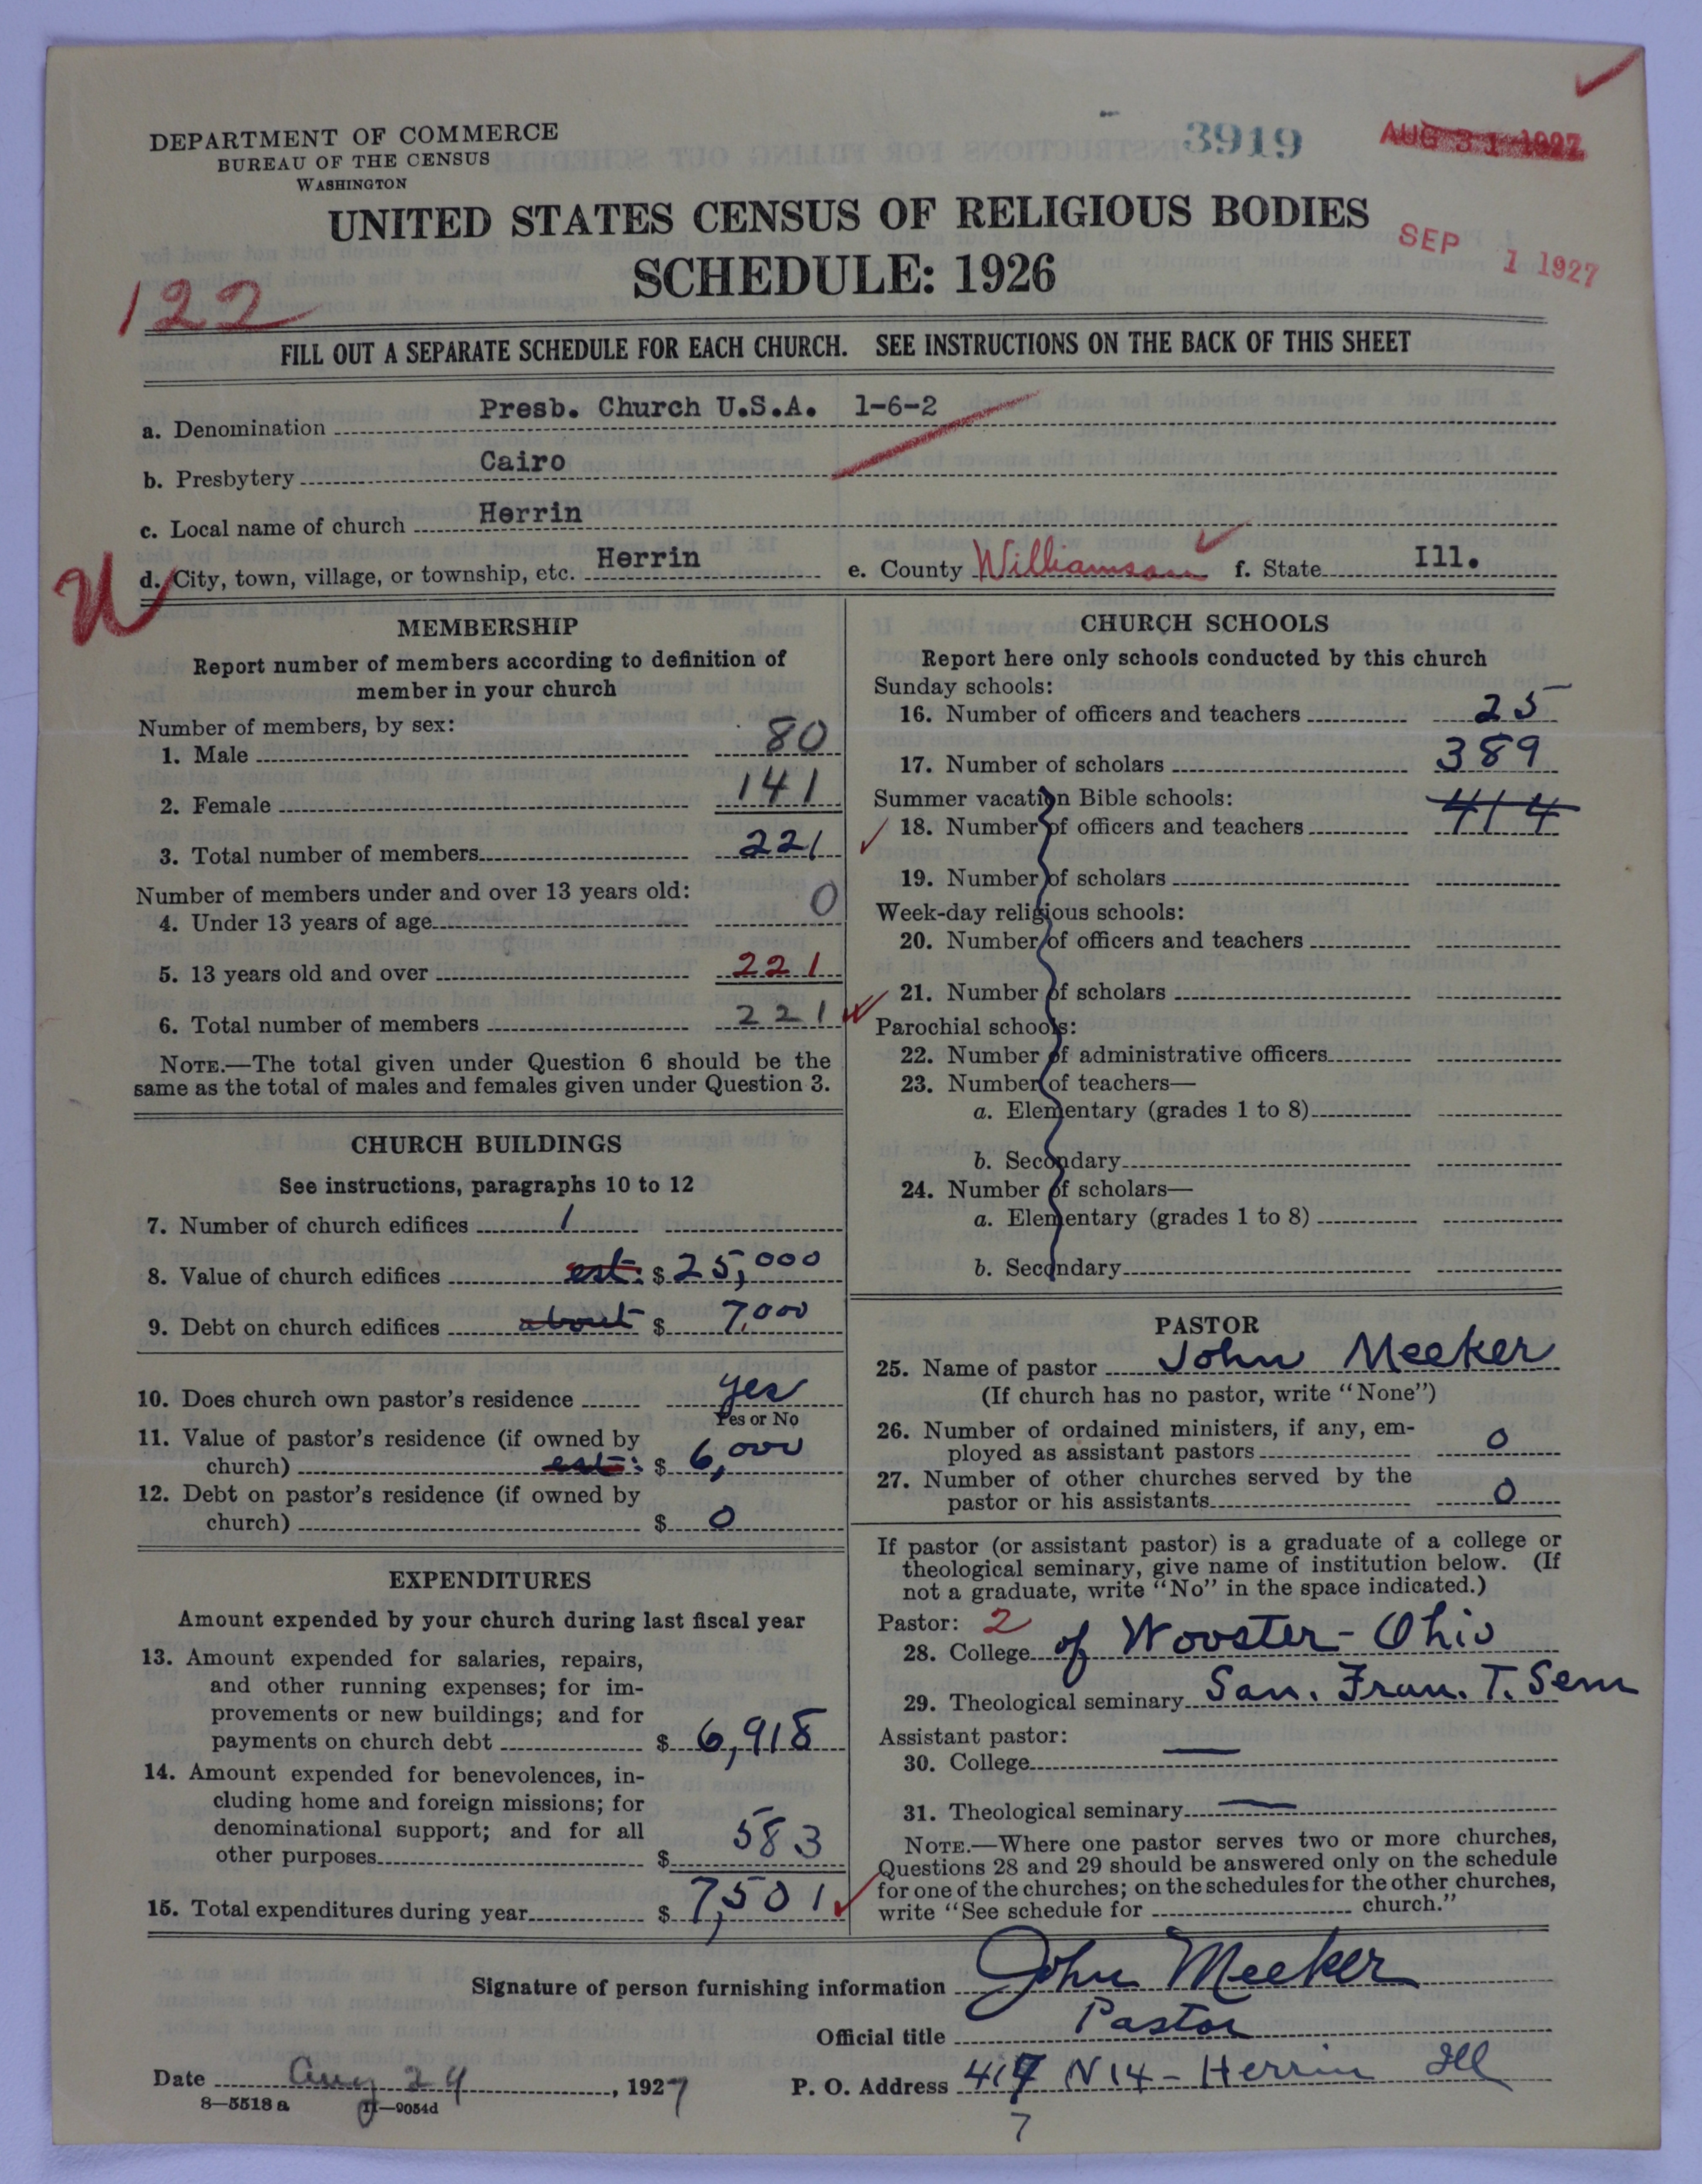 DEPARTMENT OF COMMERCE
BUREAU OF THE CENSUS
WASHINGTON
3919
AUG 31 1927
UNITED STATES CENSUS OF RELIGIOUS BODIES
SCHEDULE: 1926
SEP 1 1927
122
FILL OUT A SEPARATE SCHEDULE FOR EACH CHURCH. SEE INSTRUCTIONS ON THE BACK OF THIS SHEET
a. Denomination Presb. Church U.S.A. 1-6-2
b. Presbytery Cairo
c. Local name of church Herrin
d. City, town, village, or township, etc. Herrin e. County Williamson f. State Ill.
MEMBERSHIP
Report number of members according to definition of
member in your church
Number of members, by sex:
1. Male 80
2. Female 141
3. Total number of members 221
Number of members under and over 13 years old:
4. Under 13 years of age 0
5. 13 years old and over 221
6. Total number of members 221
NOTE.—The total given under Question 6 should be the
same as the total of males and females given under Question 3.
CHURCH BUILDINGS
See instructions, paragraphs 10 to 12
7. Number of church edifices 1
8. Value of church edifices est: $ 25,000
9. Debt on church edifices about $ 7,000
10. Does church own pastor's residence yes
Yes or No
11. Value of pastor's residence (if owned by
church) est: $ 6,000
12. Debt on pastor's residence (if owned by
church) $ 0
EXPENDITURES
Amount expended by your church during last fiscal year
13. Amount expended for salaries, repairs,
and other running expenses; for im-
provements or new buildings; and for
payments on church debt $ 6,918
14. Amount expended for benevolences, in-
cluding home and foreign missions; for
denominational support; and for all
other purposes $ 583
15. Total expenditures during year $ 7,501
CHURCH SCHOOLS
Report here only schools conducted by this church
Sunday schools:
16. Number of officers and teachers 25
17. Number of scholars 389
Summer vacation Bible schools: 414
18. Number of officers and teachers
19. Number of scholars
Week-day religious schools:
20. Number of officers and teachers
21. Number of scholars
Parochial schools:
22. Number of administrative officers
23. Number of teachers—
a. Elementary (grades 1 to 8)
b. Secondary
24. Number of scholars—
a. Elementary (grades 1 to 8)
b. Secondary
PASTOR
25. Name of pastor John Meeker
(If church has no pastor, write "None")
26. Number of ordained ministers, if any, em-
ployed as assistant pastors 0
27. Number of other churches served by the
pastor or his assistants 0
If pastor (or assistant pastor) is a graduate of a college or
theological seminary, give name of institution below. (If
not a graduate, write "No" in the space indicated.)
Pastor: 2
28. College of Wooster - Ohio
29. Theological seminary San. Fran. T. Sem
Assistant pastor:
30. College —
31. Theological seminary —
NOTE.—Where one pastor serves two or more churches,
Questions 28 and 29 should be answered only on the schedule
for one of the churches; on the schedules for the other churches,
write "See schedule for church."
Signature of person furnishing information John Meeker
Official title Pastor
Date Aug 29, 1927 P. O. Address 417 N 14 - Herrin Ill
8—5518a 11—9054d
7